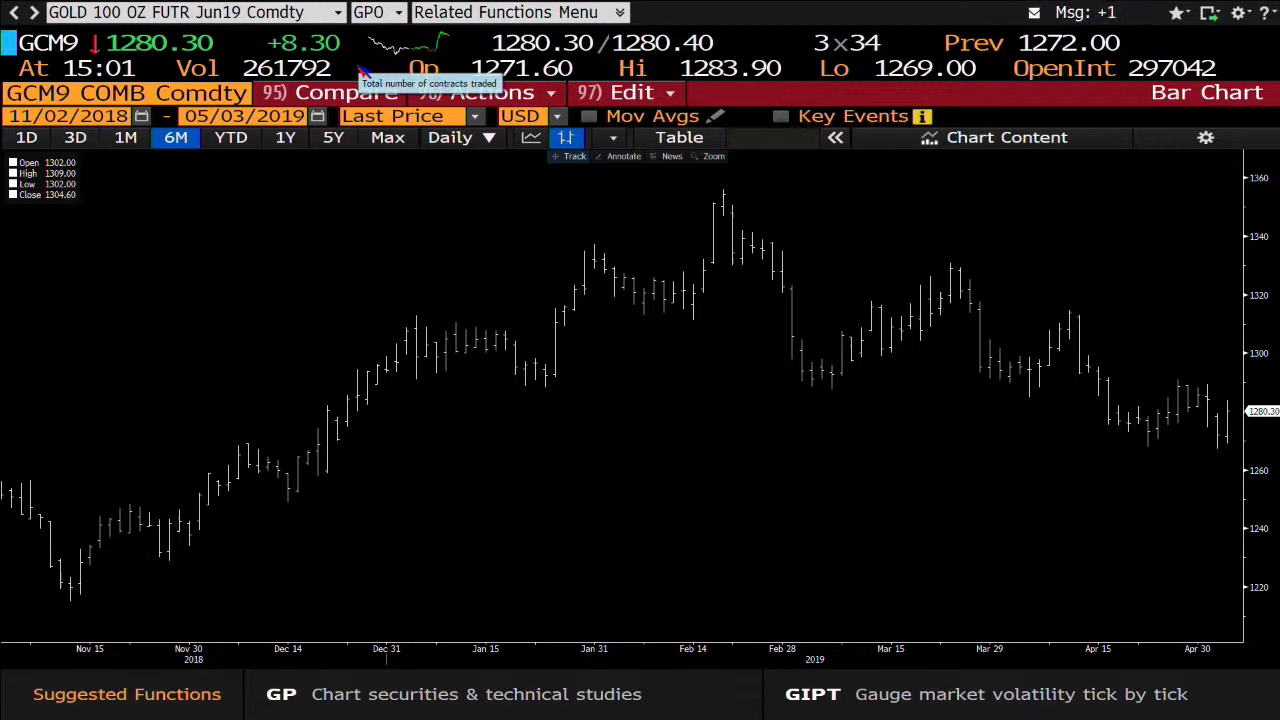 GOLD 100 OZ FUTR Jun19 Comdty GPO Related Functions Menu Msg: +1
GCM9 1280.30 +8.30 1280.30/1280.40 3x34 Prev 1272.00
At 15:01 Vol 261792 Op 1271.60 Hi 1283.90 Lo 1269.00 OpenInt 297042
Total number of contracts traded
GCM9 COMB Comdty 95) Compare Actions 97) Edit Bar Chart
11/02/2018 - 05/03/2019 Last Price USD Mov Avgs Key Events
1D 3D 1M 6M YTD 1Y 5Y Max Daily Table Chart Content
Track Annotate News Zoom
Open 1302.00
High 1309.00
Low 1302.00
Close 1304.60
1360
1340
1320
1300
1280.30
1260
1240
1220
Nov 15 Nov 30 Dec 14 Dec 31 Jan 15 Jan 31 Feb 14 Feb 28 Mar 15 Mar 29 Apr 15 Apr 30
2018 2019
Suggested Functions GP Chart securities & technical studies GIPT Gauge market volatility tick by tick